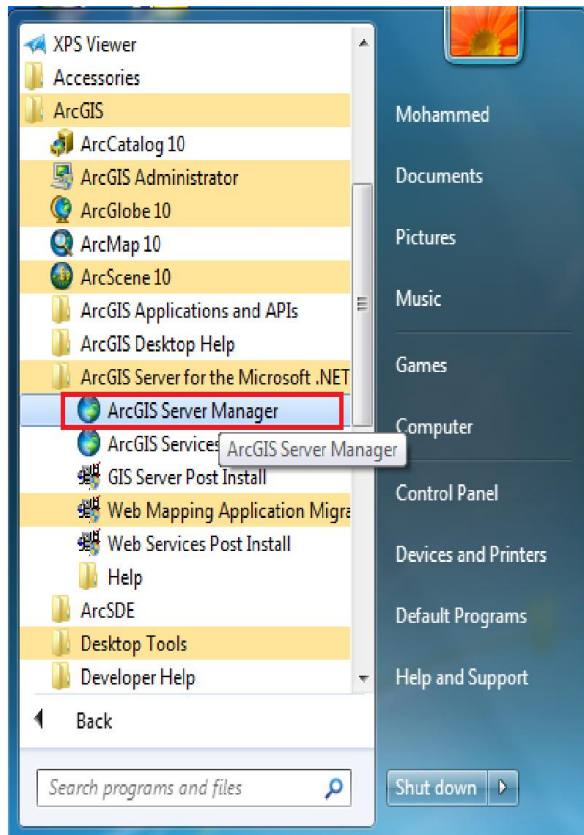 XPS Viewer
Accessories
ArcGIS
ArcCatalog 10
ArcGIS Administrator
ArcGlobe 10
ArcMap 10
ArcScene 10
ArcGIS Applications and APIs
ArcGIS Desktop Help
ArcGIS Server for the Microsoft .NET
ArcGIS Server Manager
ArcGIS Services
ArcGIS Server Manager
GIS Server Post Install
Web Mapping Application Migra
Web Services Post Install
Help
ArcSDE
Desktop Tools
Developer Help
Back
Search programs and files
Mohammed
Documents
Pictures
Music
Games
Computer
Control Panel
Devices and Printers
Default Programs
Help and Support
Shut down